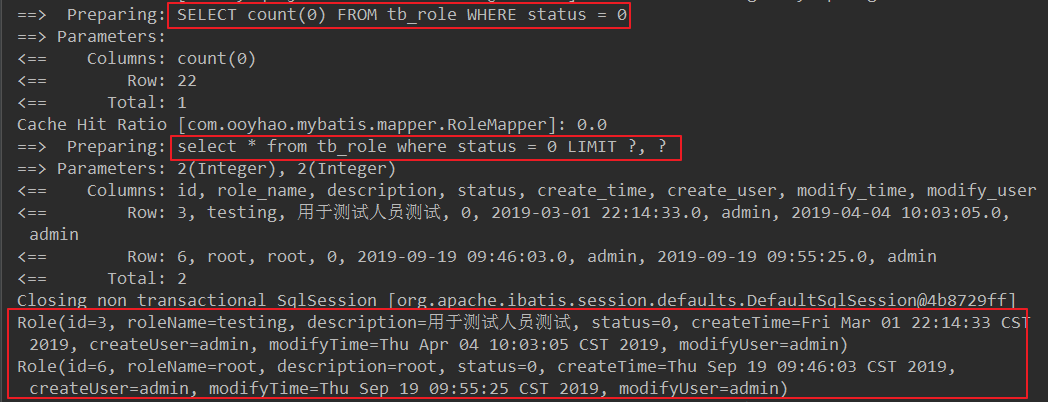 ==>  Preparing: SELECT count(0) FROM tb_role WHERE status = 0
==> Parameters:
<==    Columns: count(0)
<==        Row: 22
<==      Total: 1
Cache Hit Ratio [com.ooyhao.mybatis.mapper.RoleMapper]: 0.0
==>  Preparing: select * from tb_role where status = 0 LIMIT ?, ?
==> Parameters: 2(Integer), 2(Integer)
<==    Columns: id, role_name, description, status, create_time, create_user, modify_time, modify_user
<==        Row: 3, testing, 用于测试人员测试, 0, 2019-03-01 22:14:33.0, admin, 2019-04-04 10:03:05.0,
admin
<==        Row: 6, root, root, 0, 2019-09-19 09:46:03.0, admin, 2019-09-19 09:55:25.0, admin
<==      Total: 2
Closing non transactional SqlSession [org.apache.ibatis.session.defaults.DefaultSqlSession@4b8729ff]
Role(id=3, roleName=testing, description=用于测试人员测试, status=0, createTime=Fri Mar 01 22:14:33 CST
2019, createUser=admin, modifyTime=Thu Apr 04 10:03:05 CST 2019, modifyUser=admin)
Role(id=6, roleName=root, description=root, status=0, createTime=Thu Sep 19 09:46:03 CST 2019,
createUser=admin, modifyTime=Thu Sep 19 09:55:25 CST 2019, modifyUser=admin)